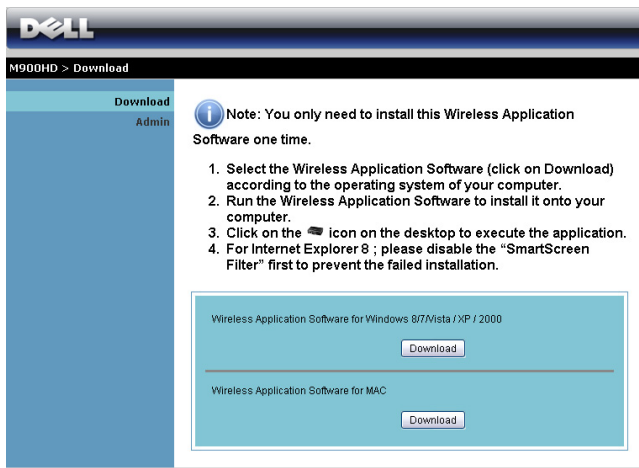 DELL
M900HD > Download
Download
Admin
Note: You only need to install this Wireless Application
Software one time.
1. Select the Wireless Application Software (click on Download)
according to the operating system of your computer.
2. Run the Wireless Application Software to install it onto your
computer.
3. Click on the icon on the desktop to execute the application.
4. For Internet Explorer 8 ; please disable the “SmartScreen
Filter” first to prevent the failed installation.
Wireless Application Software for Windows 8/7/Vista / XP / 2000
Download
Wireless Application Software for MAC
Download